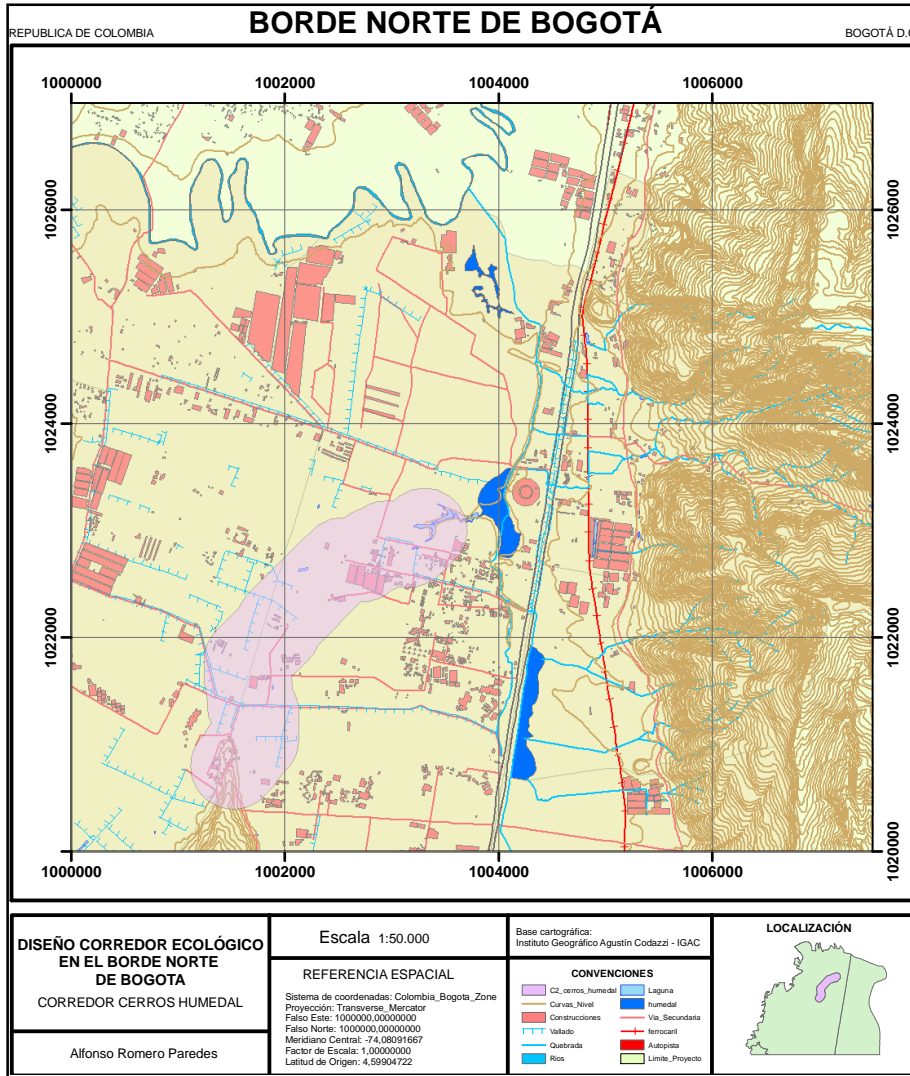 BORDE NORTE DE BOGOTÁ
REPUBLICA DE COLOMBIA
1000000 1002000 1004000 1006000
1026000 1026000
1024000 1024000
1022000 1022000
1020000
1000000 1002000 1004000 1006000
DISEÑO CORREDOR ECOLÓGICO
EN EL BORDE NORTE
DE BOGOTA
CORREDOR CERROS HUMEDAL
Alfonso Romero Paredes
Escala 1:50.000
REFERENCIA ESPACIAL
Sistema de coordenadas: Colombia_Bogota_Zone
Proyección: Transverse_Mercator
Falso Este: 1000000,00000000
Falso Norte: 1000000,00000000
Meridiano Central: -74,08091667
Factor de Escala: 1,00000000
Latitud de Origen: 4,59904722
Base cartográfica:
Instituto Geográfico Agustín Codazzi - IGAC
CONVENCIONES
C2_cerros_humedal
Curvas_Nivel
Construcciones
Vallado
Quebrada
Rios
Laguna
humedal
Via_Secundaria
ferrocaril
Autopista
Limite_Proyecto
LOCALIZACIÓN
BOGOTÁ